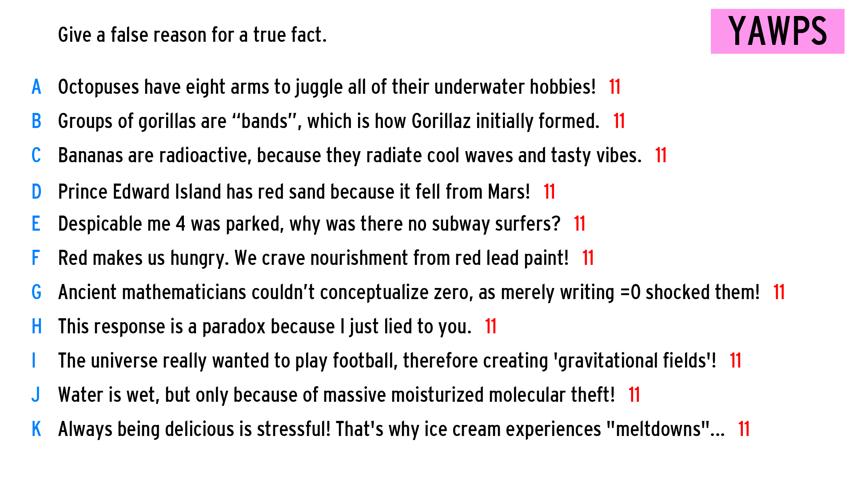 Give a false reason for a true fact.
YAWPS
A Octopuses have eight arms to juggle all of their underwater hobbies! 11
B Groups of gorillas are “bands”, which is how Gorillaz initially formed. 11
C Bananas are radioactive, because they radiate cool waves and tasty vibes. 11
D Prince Edward Island has red sand because it fell from Mars! 11
E Despicable me 4 was parked, why was there no subway surfers? 11
F Red makes us hungry. We crave nourishment from red lead paint! 11
G Ancient mathematicians couldn’t conceptualize zero, as merely writing =0 shocked them! 11
H This response is a paradox because I just lied to you. 11
I The universe really wanted to play football, therefore creating 'gravitational fields'! 11
J Water is wet, but only because of massive moisturized molecular theft! 11
K Always being delicious is stressful! That's why ice cream experiences "meltdowns"... 11